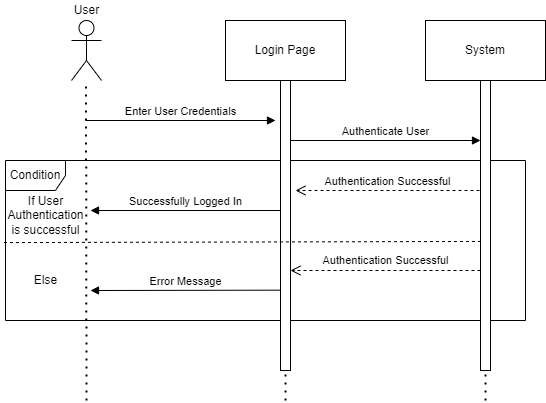 User
Login Page
System
Enter User Credentials
Authenticate User
Condition
Authentication Successful
If User
Authentication
is successful
Successfully Logged In
Authentication Successful
Else
Error Message